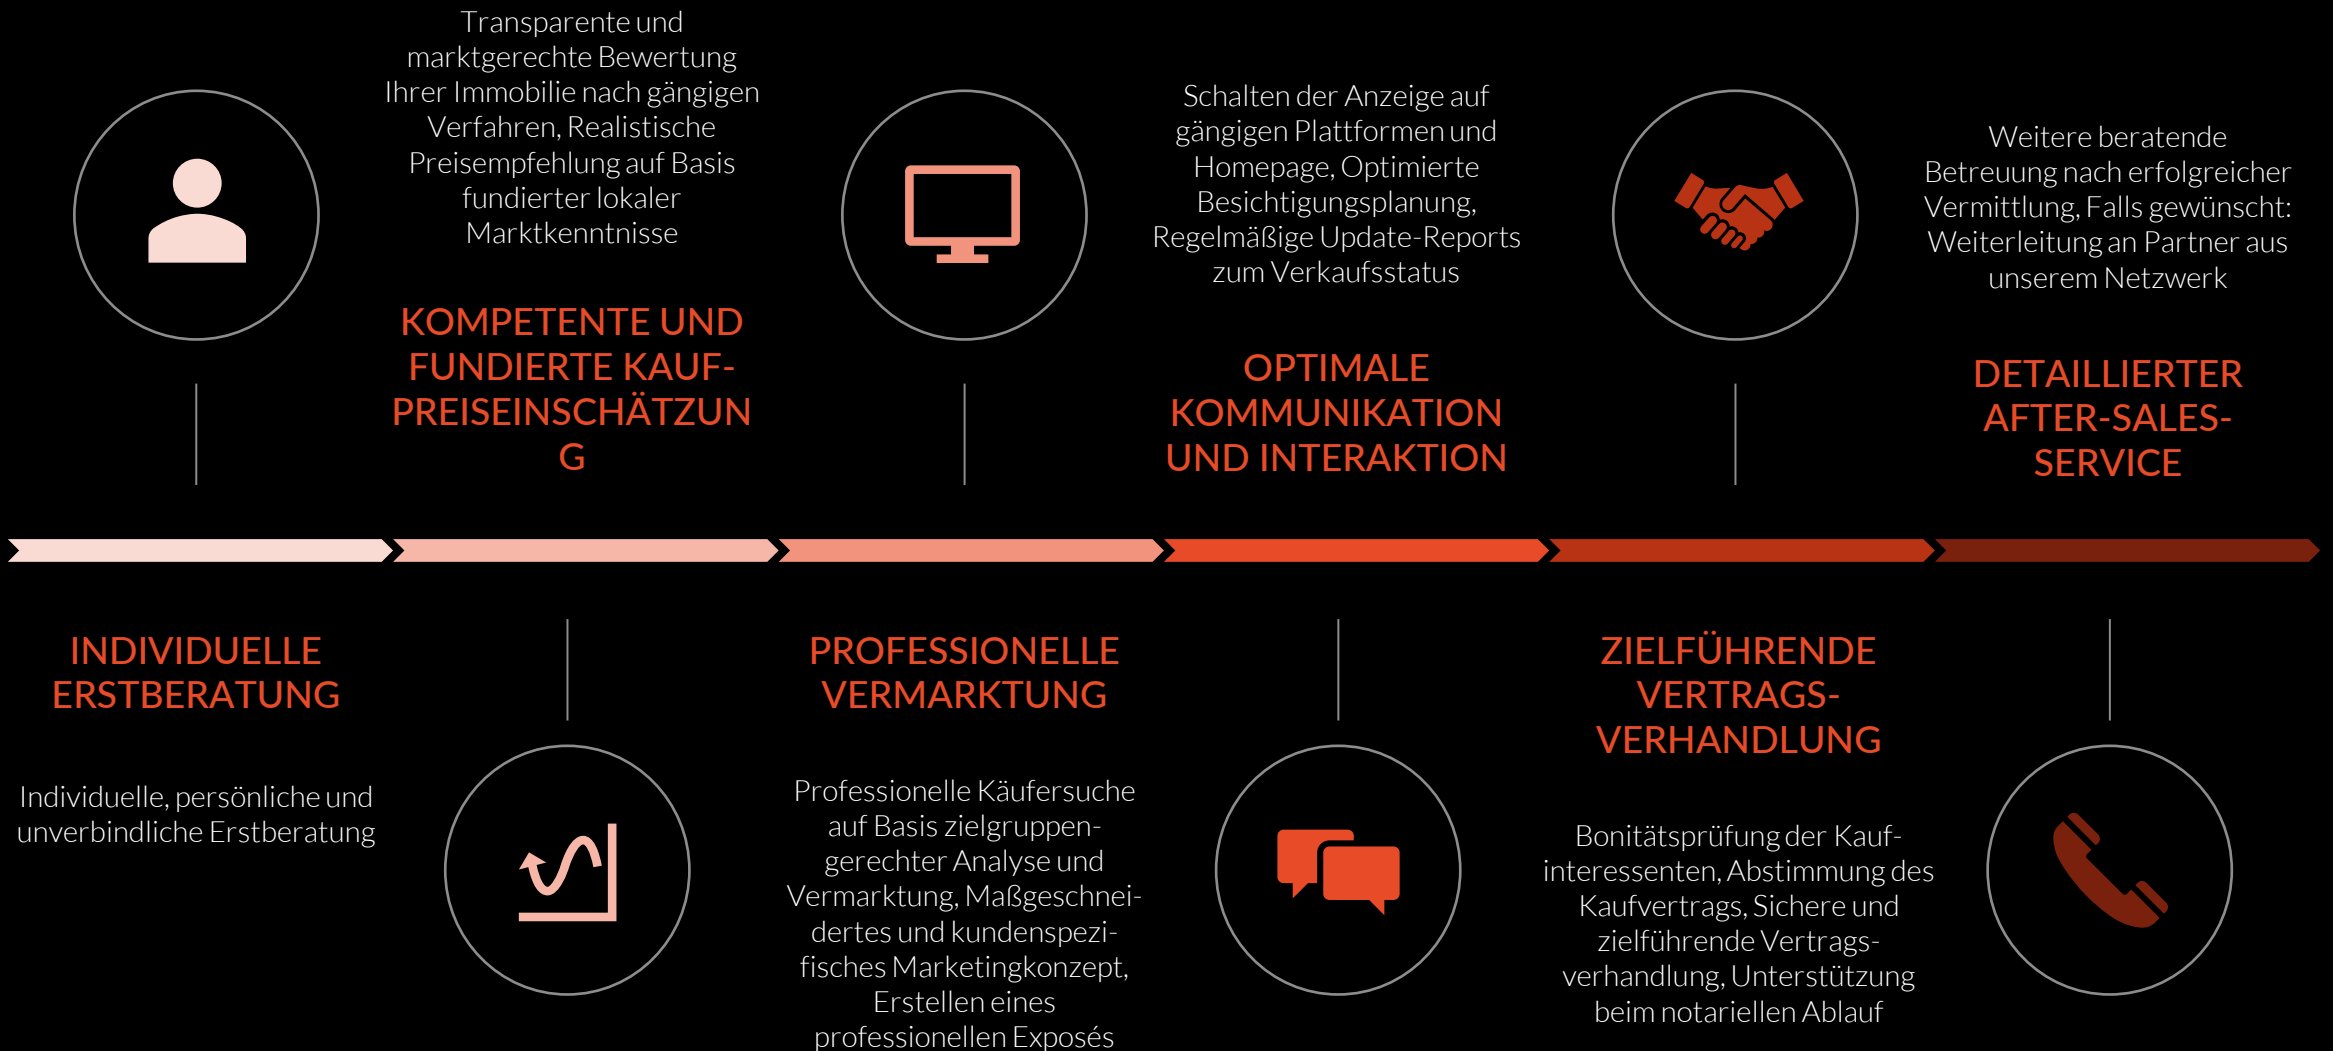 INDIVIDUELLE
ERSTBERATUNG
Individuelle, persönliche und
unverbindliche Erstberatung
Transparente und
marktgerechte Bewertung
Ihrer Immobilie nach gängigen
Verfahren, Realistische
Preisempfehlung auf Basis
fundierter lokaler
Marktkenntnisse
KOMPETENTE UND
FUNDIERTE KAUF-
PREISEINSCHÄTZUN
G
PROFESSIONELLE
VERMARKTUNG
Professionelle Käufersuche
auf Basis zielgruppen-
gerechter Analyse und
Vermarktung, Maßgeschnei-
dertes und kundenspezi-
fisches Marketingkonzept,
Erstellen eines
professionellen Exposés
Schalten der Anzeige auf
gängigen Plattformen und
Homepage, Optimierte
Besichtigungsplanung,
Regelmäßige Update-Reports
zum Verkaufsstatus
OPTIMALE
KOMMUNIKATION
UND INTERAKTION
ZIELFÜHRENDE
VERTRAGS-
VERHANDLUNG
Bonitätsprüfung der Kauf-
interessenten, Abstimmung des
Kaufvertrags, Sichere und
zielführende Vertrags-
verhandlung, Unterstützung
beim notariellen Ablauf
Weitere beratende
Betreuung nach erfolgreicher
Vermittlung, Falls gewünscht:
Weiterleitung an Partner aus
unserem Netzwerk
DETAILLIERTER
AFTER-SALES-
SERVICE